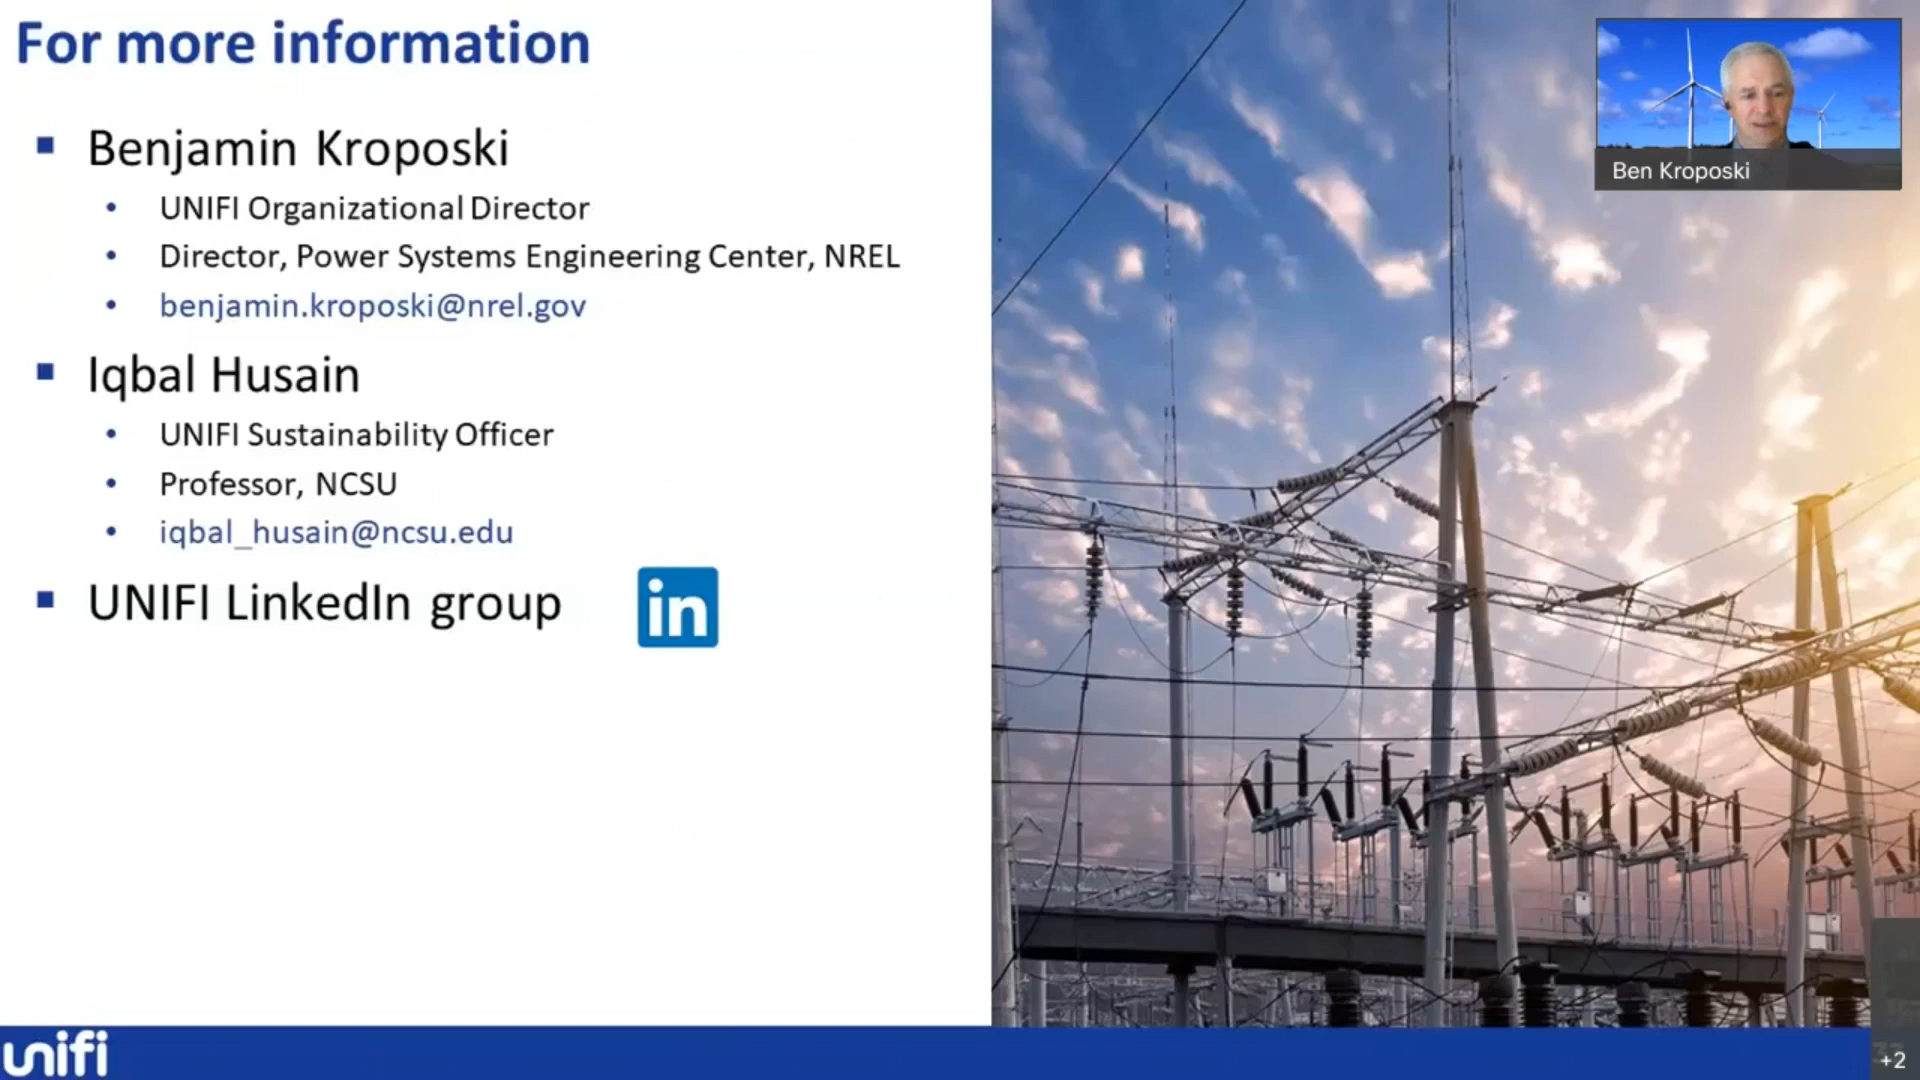 For more information
Benjamin Kroposki
UNIFI Organizational Director
Director, Power Systems Engineering Center, NREL
benjamin.kroposki@nrel.gov
Iqbal Husain
UNIFI Sustainability Officer
Professor, NCSU
iqbal_husain@ncsu.edu
UNIFI LinkedIn group
in
Ben Kroposki
unifi
+2